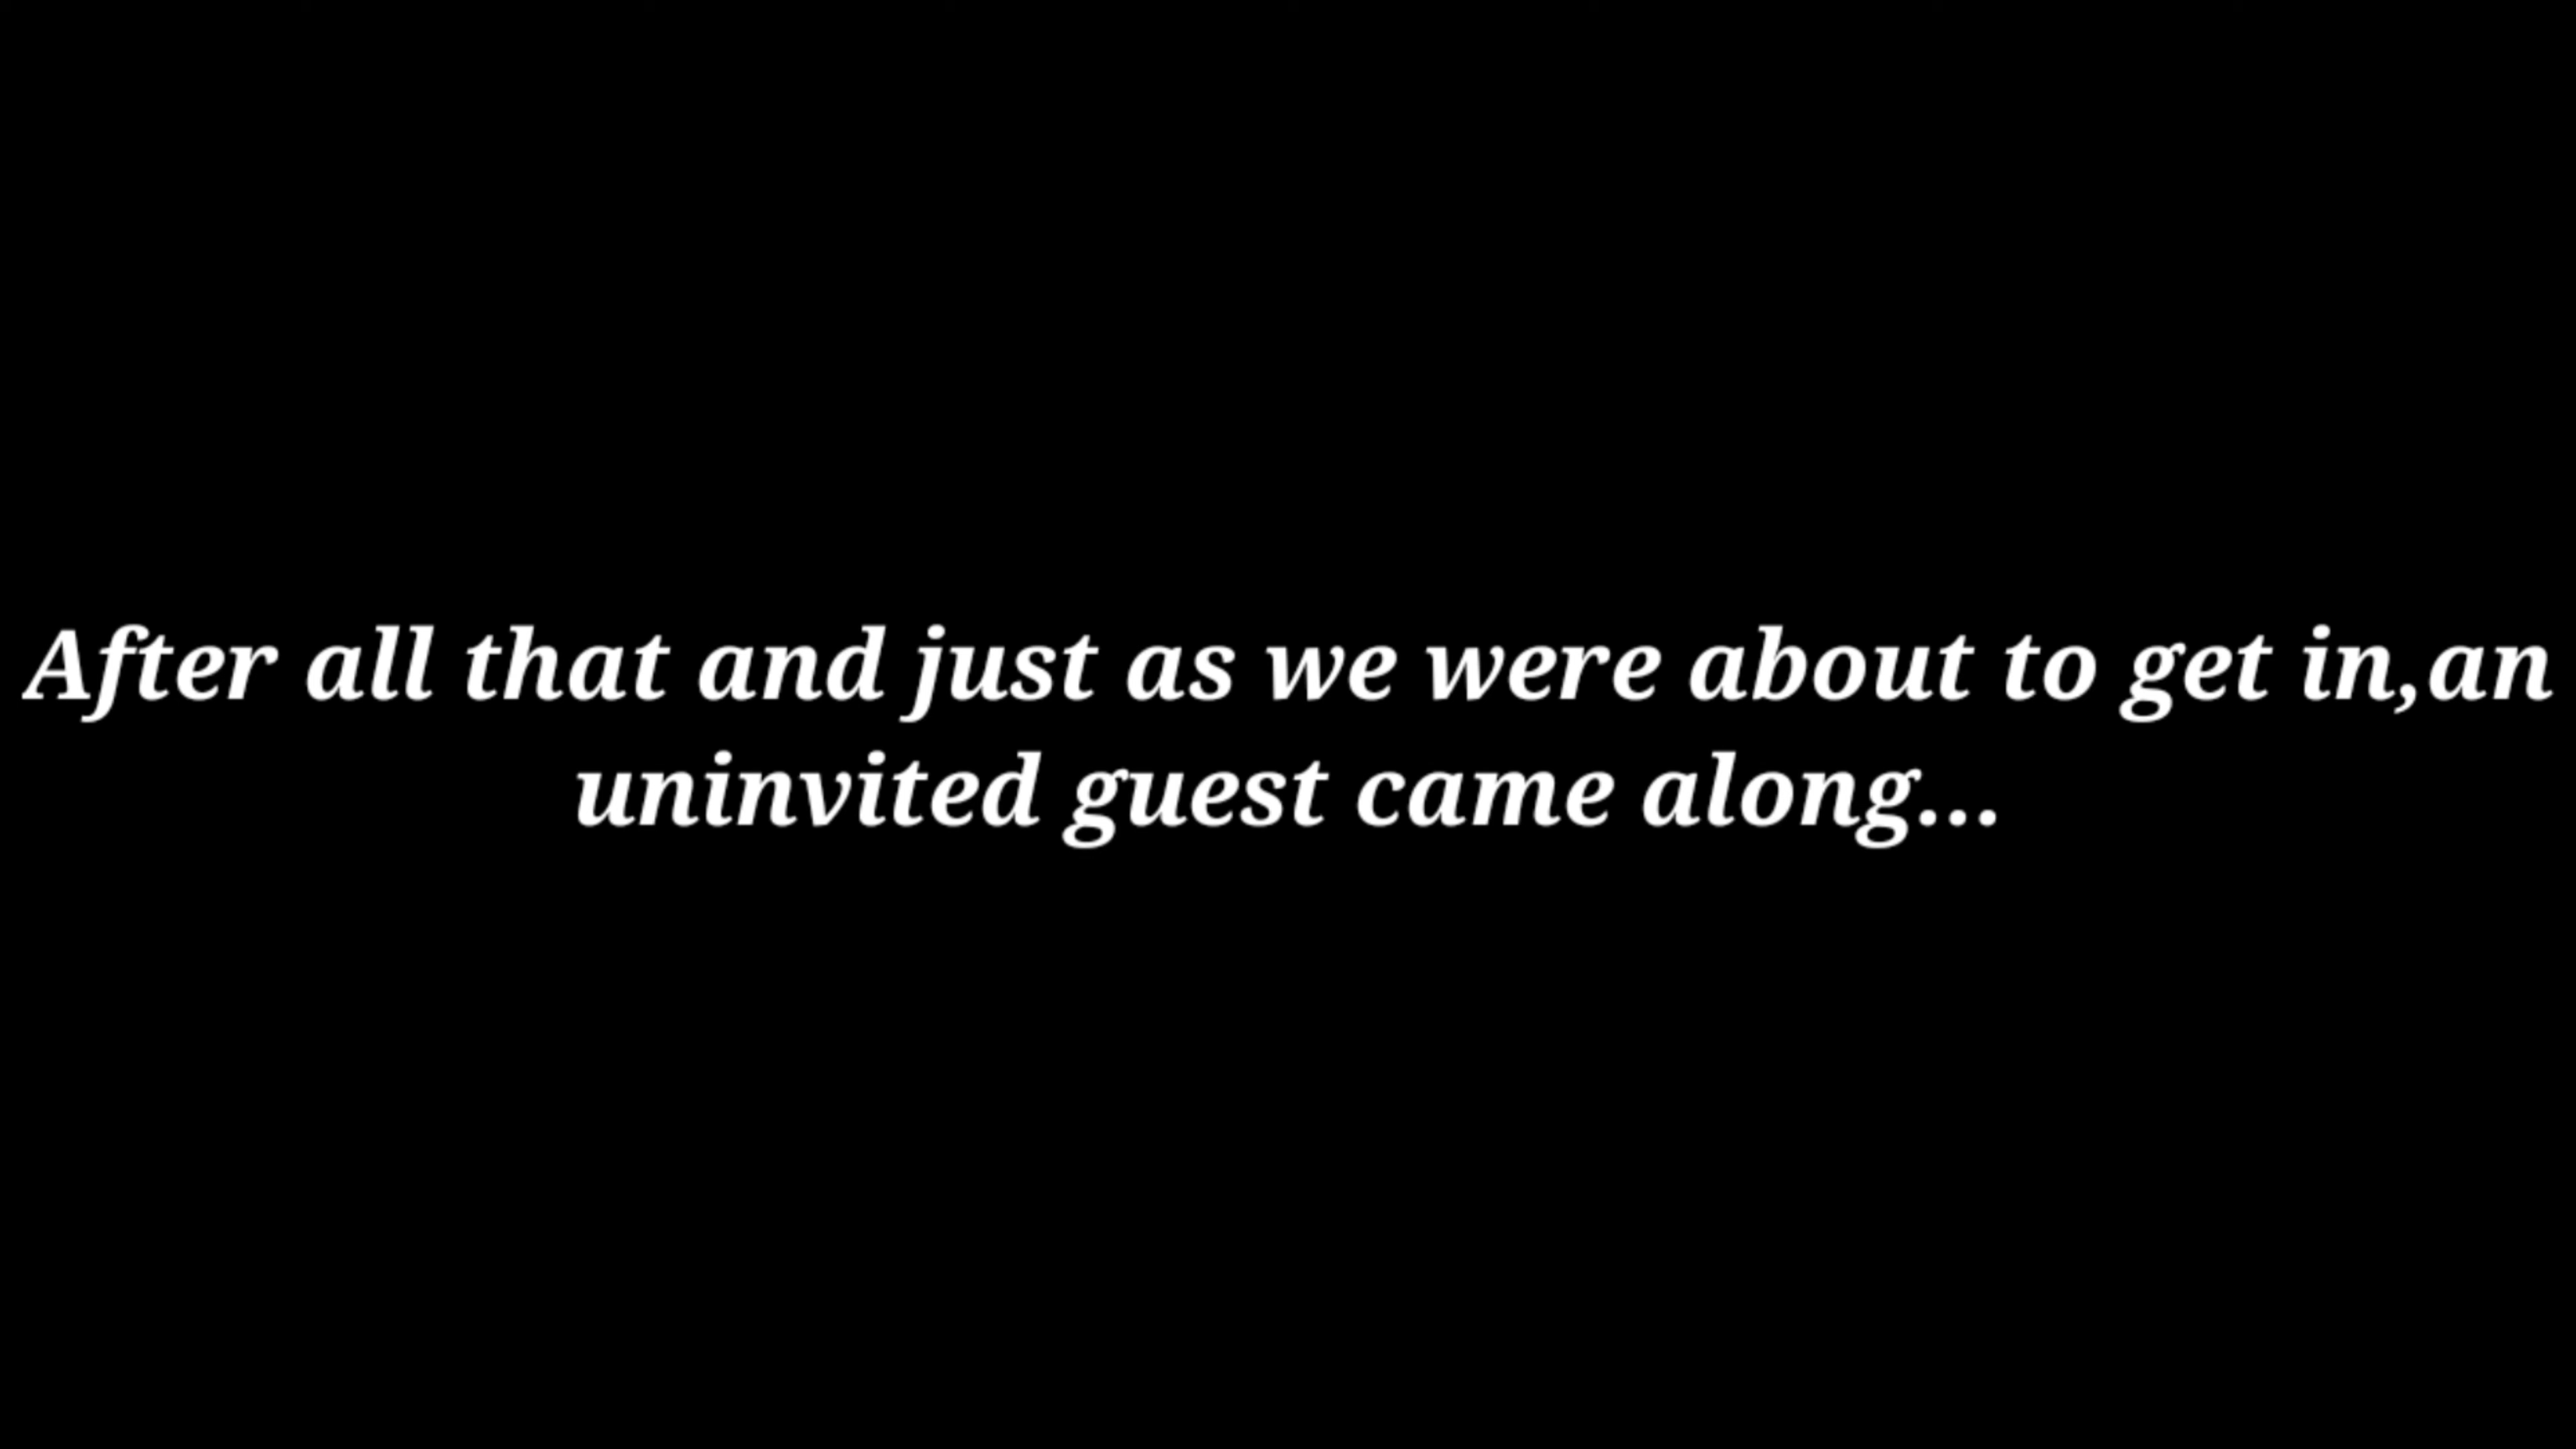 After all that and just as we were about to get in,an
uninvited guest came along...